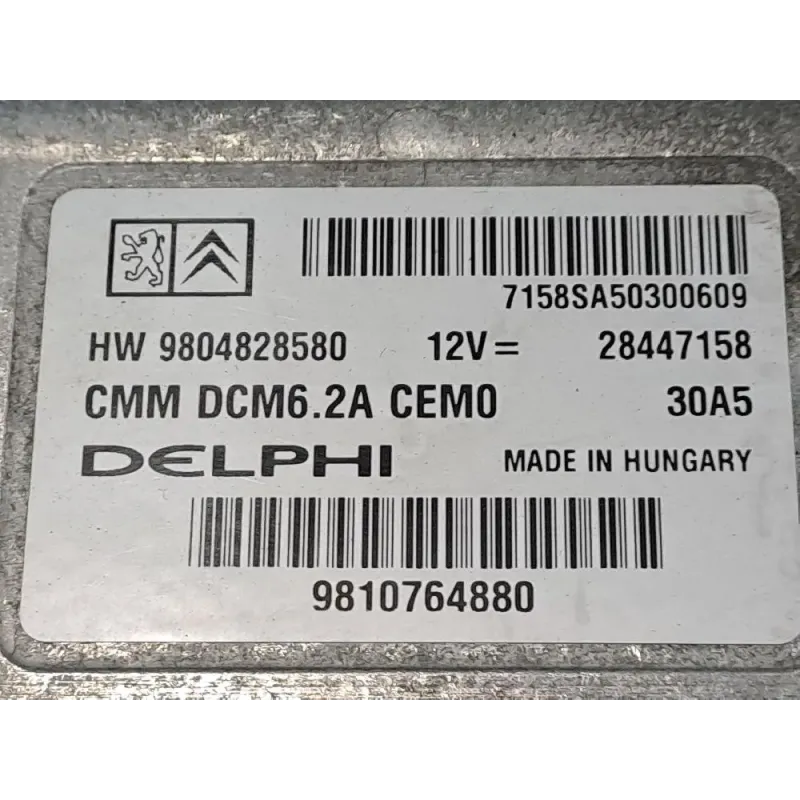 7158SA50300609
HW 9804828580 12V= 28447158
CMM DCM6.2A CEM0 30A5
DELPHI MADE IN HUNGARY
9810764880